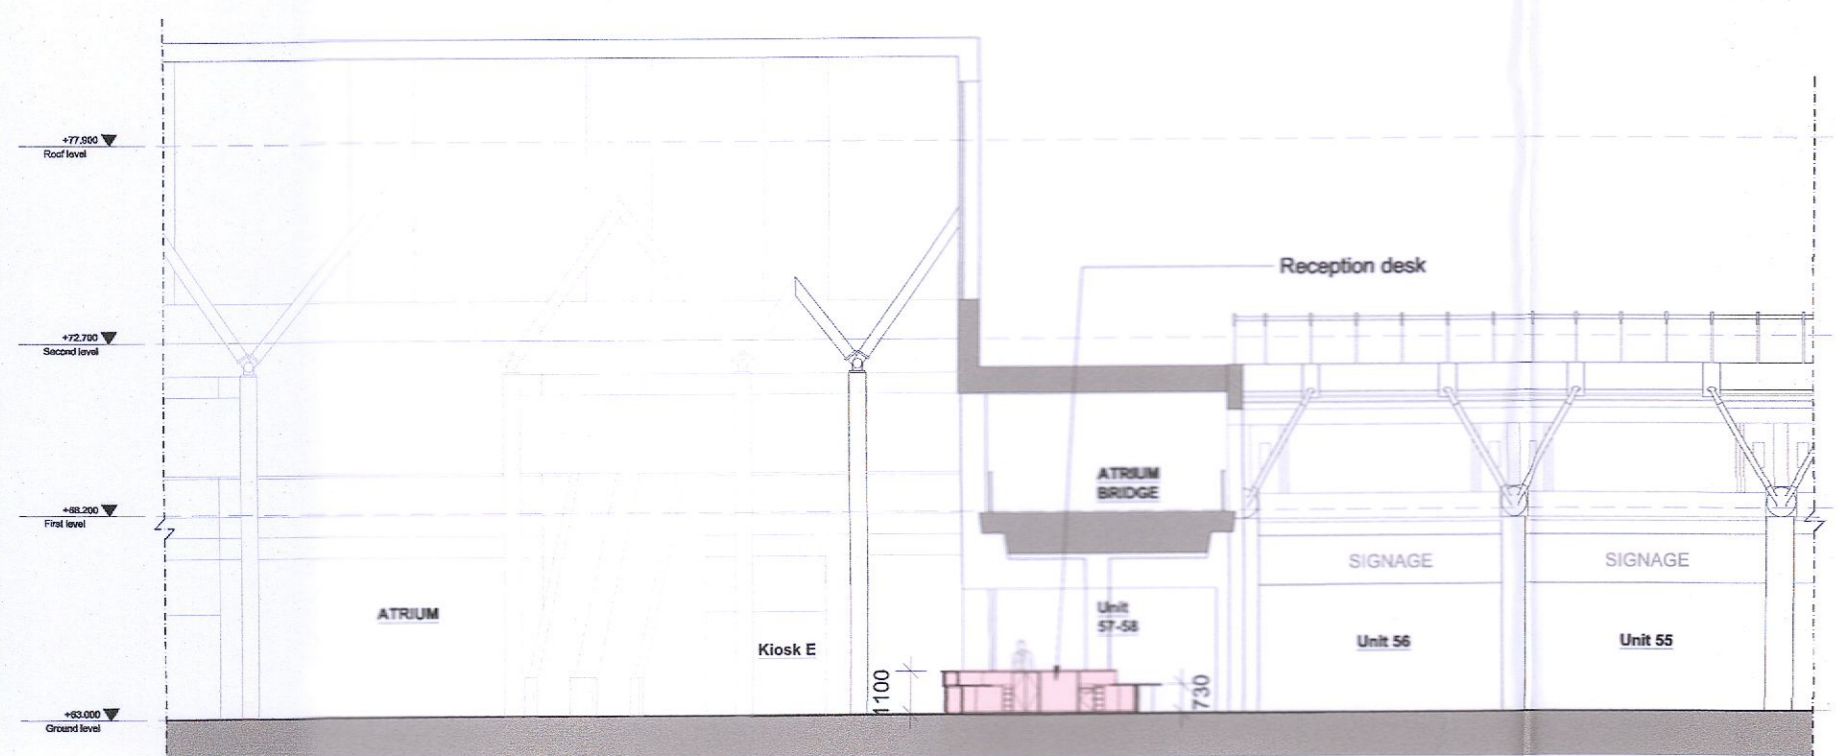 +77.900
Roof level
Reception desk
+72.700
Second level
ATRIUM
BRIDGE
+68.200
First level
SIGNAGE
SIGNAGE
ATRIUM
Unit
57-58
Kiosk E
Unit 56
Unit 55
1100
730
+63.000
Ground level